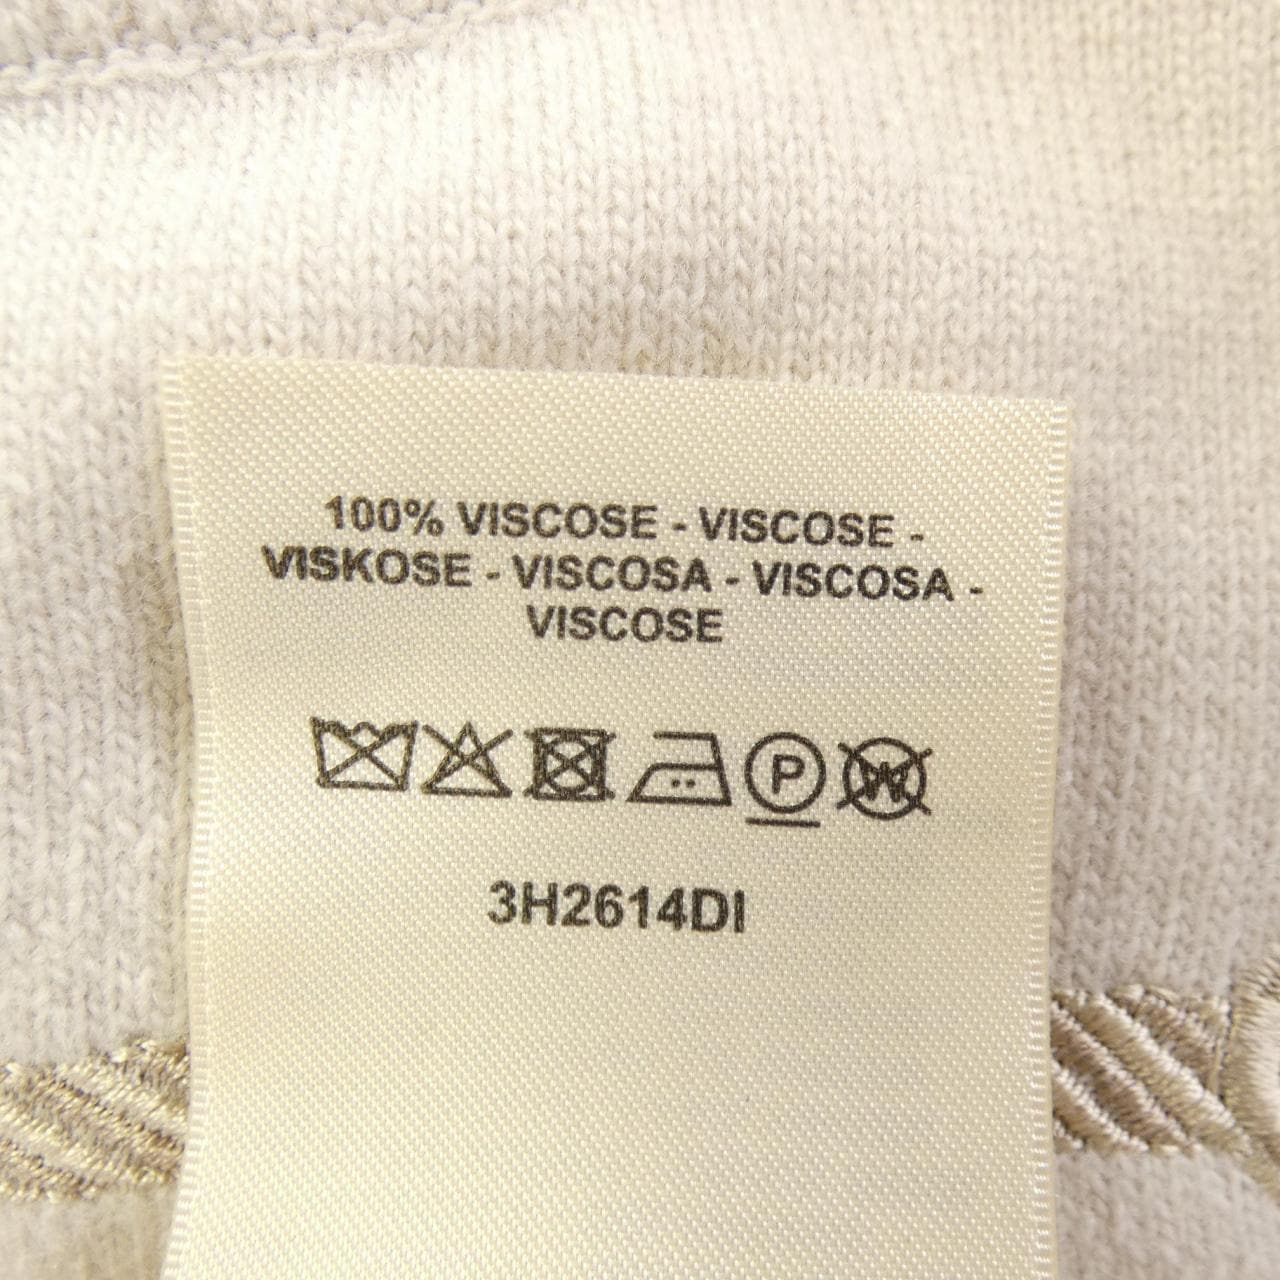 100% VISCOSE - VISCOSE -
VISKOSE - VISCOSA - VISCOSA -
VISCOSE
P W
3H2614DI